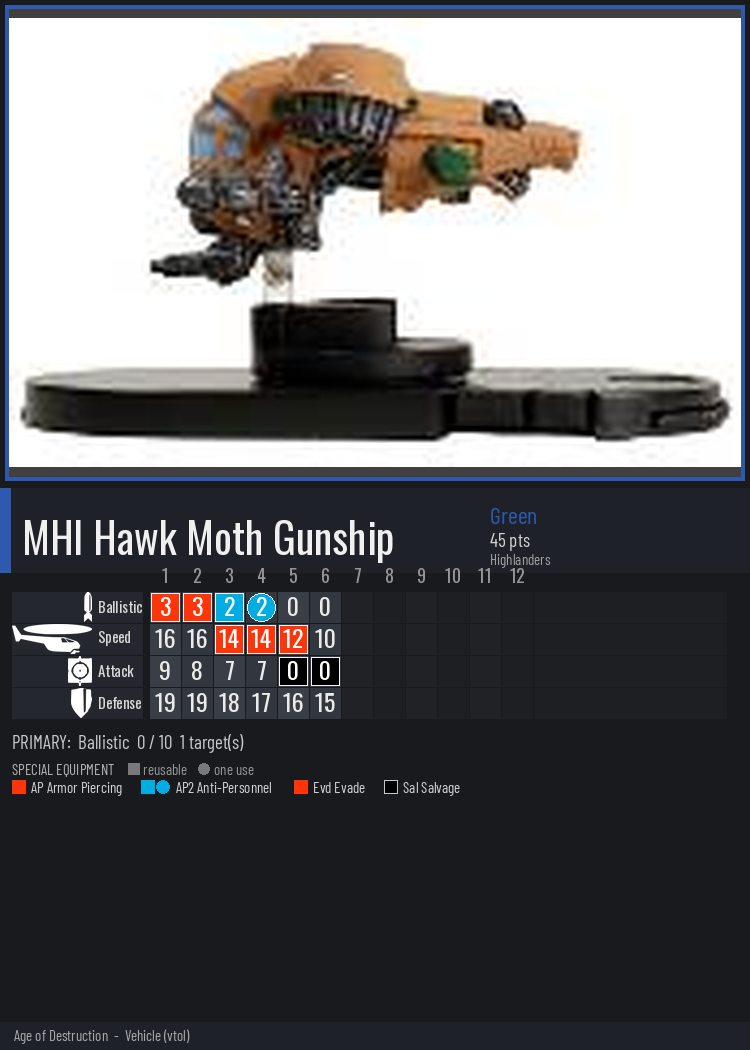 MHI Hawk Moth Gunship
Green
45 pts
Highlanders
1 2 3 4 5 6 7 8 9 10 11 12
Ballistic 3 3 2 2 0 0
Speed 16 16 14 14 12 10
Attack 9 8 7 7 0 0
Defense 19 19 18 17 16 15
PRIMARY: Ballistic 0 / 10 1 target(s)
SPECIAL EQUIPMENT reusable one use
AP Armor Piercing AP2 Anti-Personnel Evd Evade Sal Salvage
Age of Destruction - Vehicle (vtol)